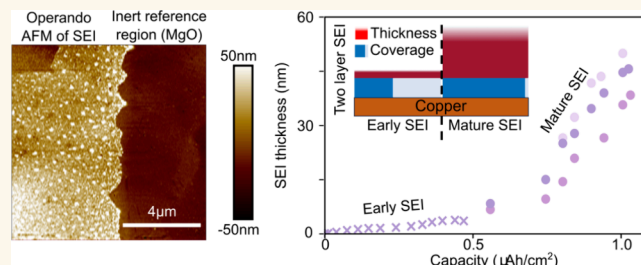 Operando
AFM of SEI
Inert reference
region (MgO)
50nm
-50nm
4µm
SEI thickness (nm)
60
30
0
Two layer SEI
Thickness
Coverage
Copper
Early SEI
Mature SEI
Mature SEI
Early SEI
0
0.5
1.0
Capacity (µAh/cm²)